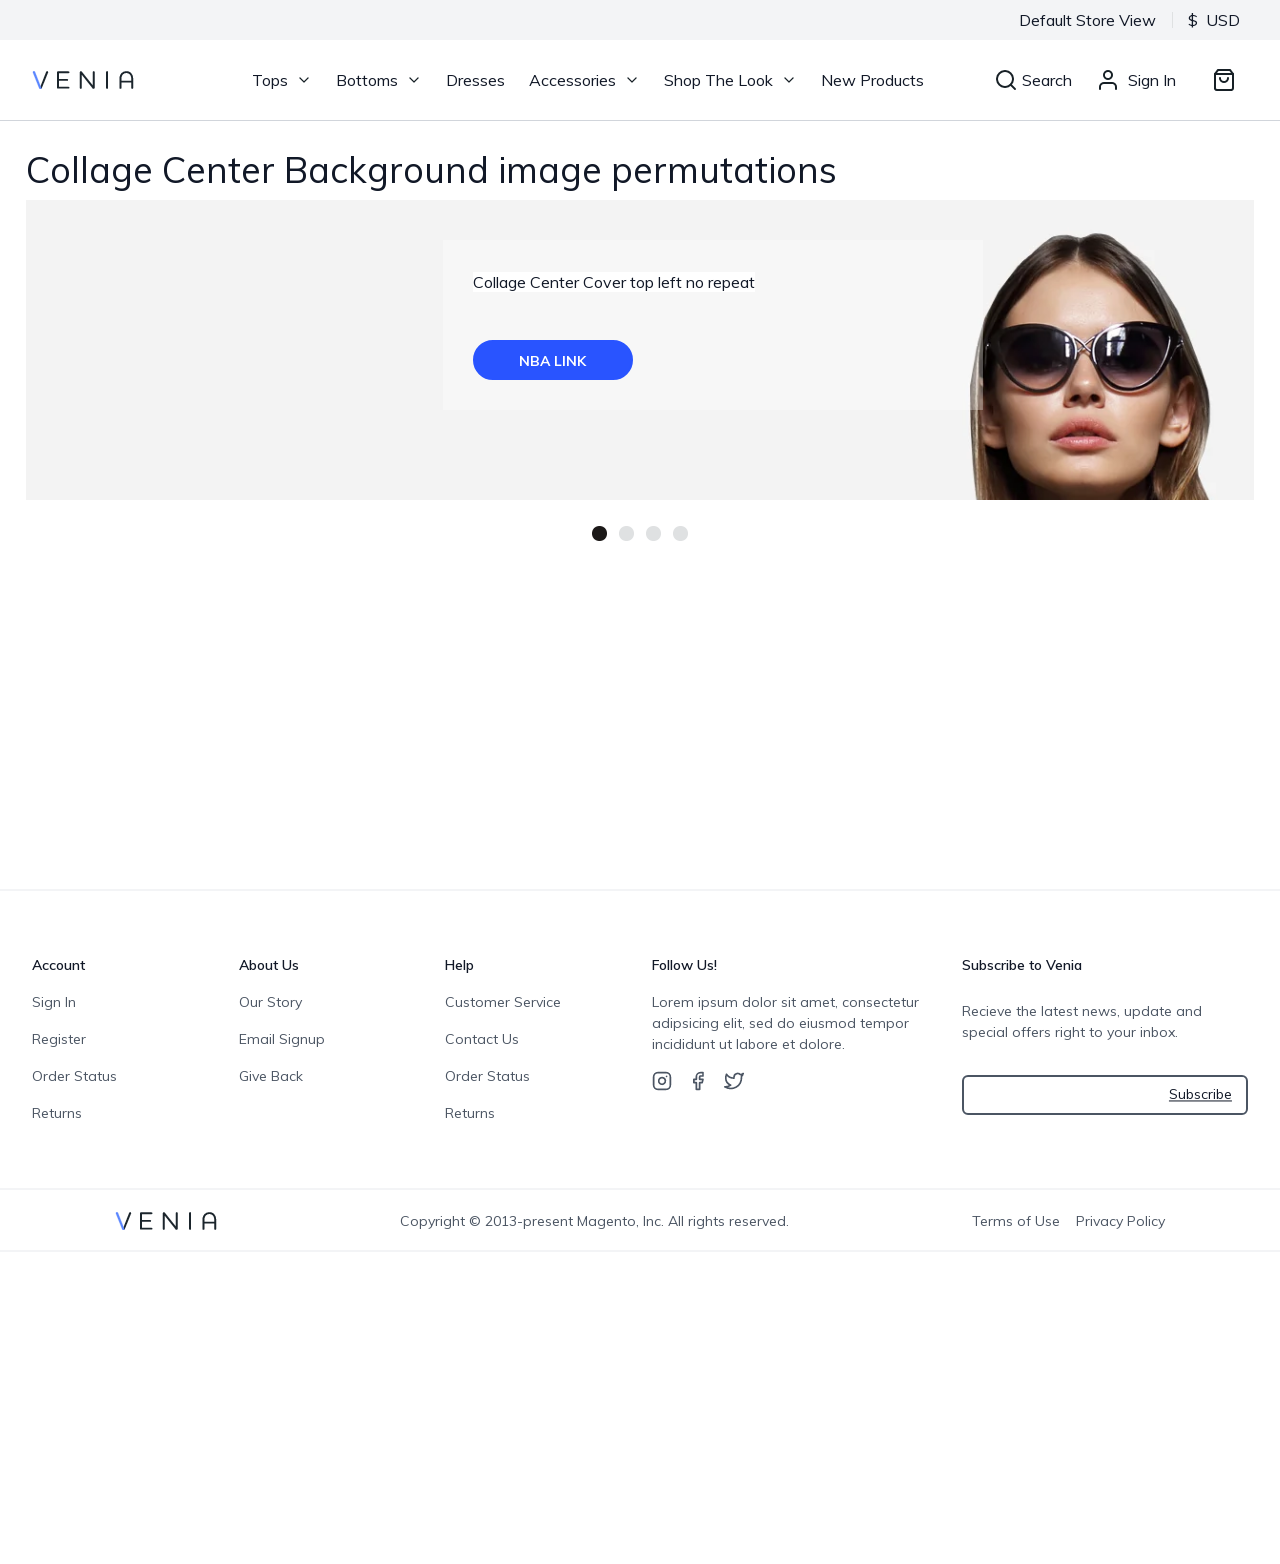 Default Store View
$ USD
VENIA
Tops
Bottoms
Dresses
Accessories
Shop The Look
New Products
Search
Sign In
Collage Center Background image permutations
Collage Center Cover top left no repeat
NBA LINK
Account
Sign In
Register
Order Status
Returns
About Us
Our Story
Email Signup
Give Back
Help
Customer Service
Contact Us
Order Status
Returns
Follow Us!
Lorem ipsum dolor sit amet, consectetur
adipsicing elit, sed do eiusmod tempor
incididunt ut labore et dolore.
Subscribe to Venia
Recieve the latest news, update and
special offers right to your inbox.
Subscribe
VENIA
Copyright © 2013-present Magento, Inc. All rights reserved.
Terms of Use
Privacy Policy